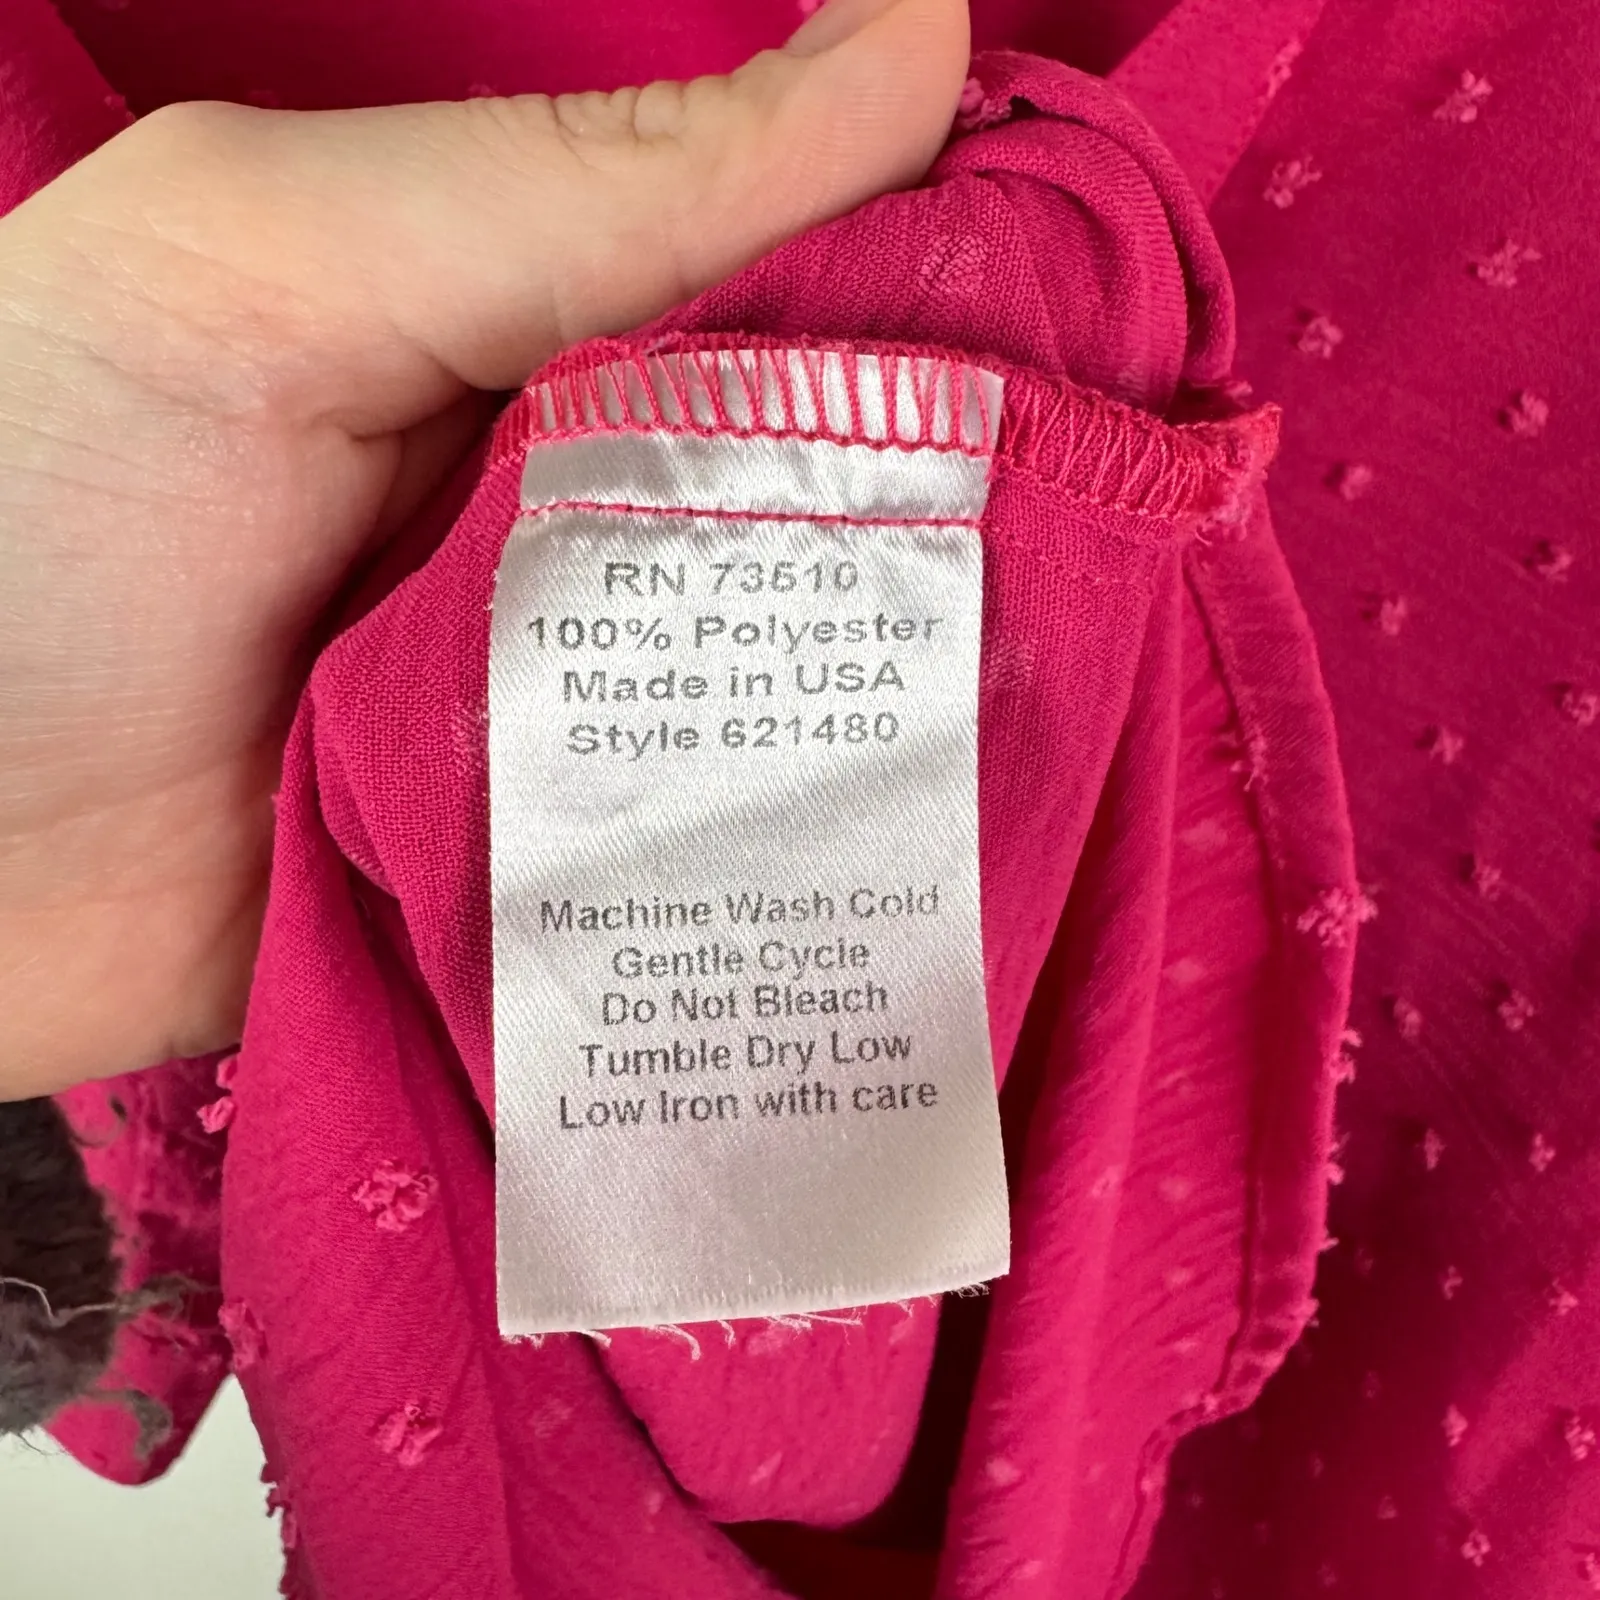 RN 73510
100% Polyester
Made in USA
Style 621480
Machine Wash Cold
Gentle Cycle
Do Not Bleach
Tumble Dry Low
Low Iron with care